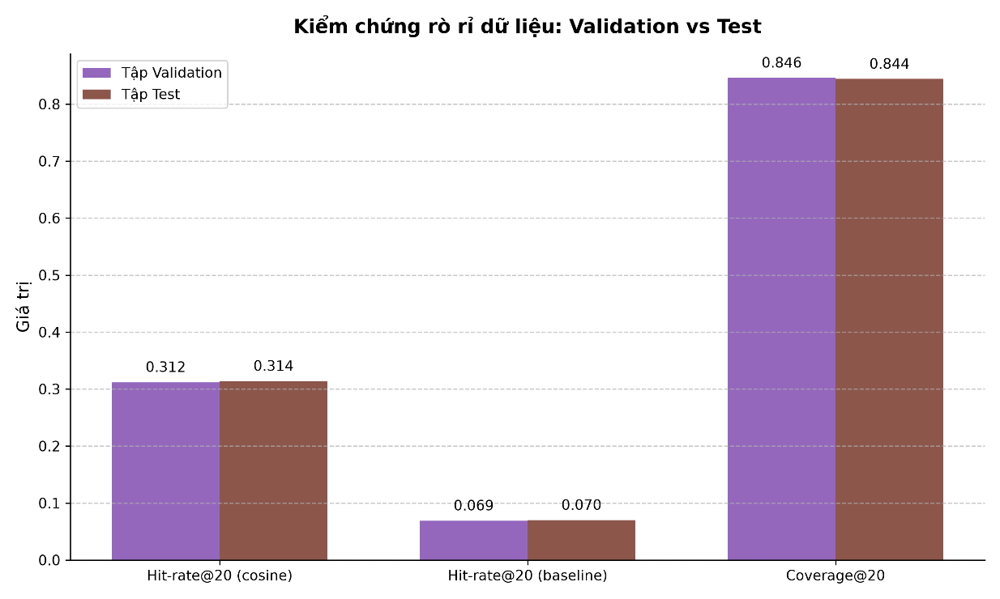 Kiểm chứng rò rỉ dữ liệu: Validation vs Test
Tập Validation
Tập Test
Giá trị
0.8
0.7
0.6
0.5
0.4
0.3
0.2
0.1
0.0
0.312
0.314
0.069
0.070
0.846
0.844
Hit-rate@20 (cosine)
Hit-rate@20 (baseline)
Coverage@20